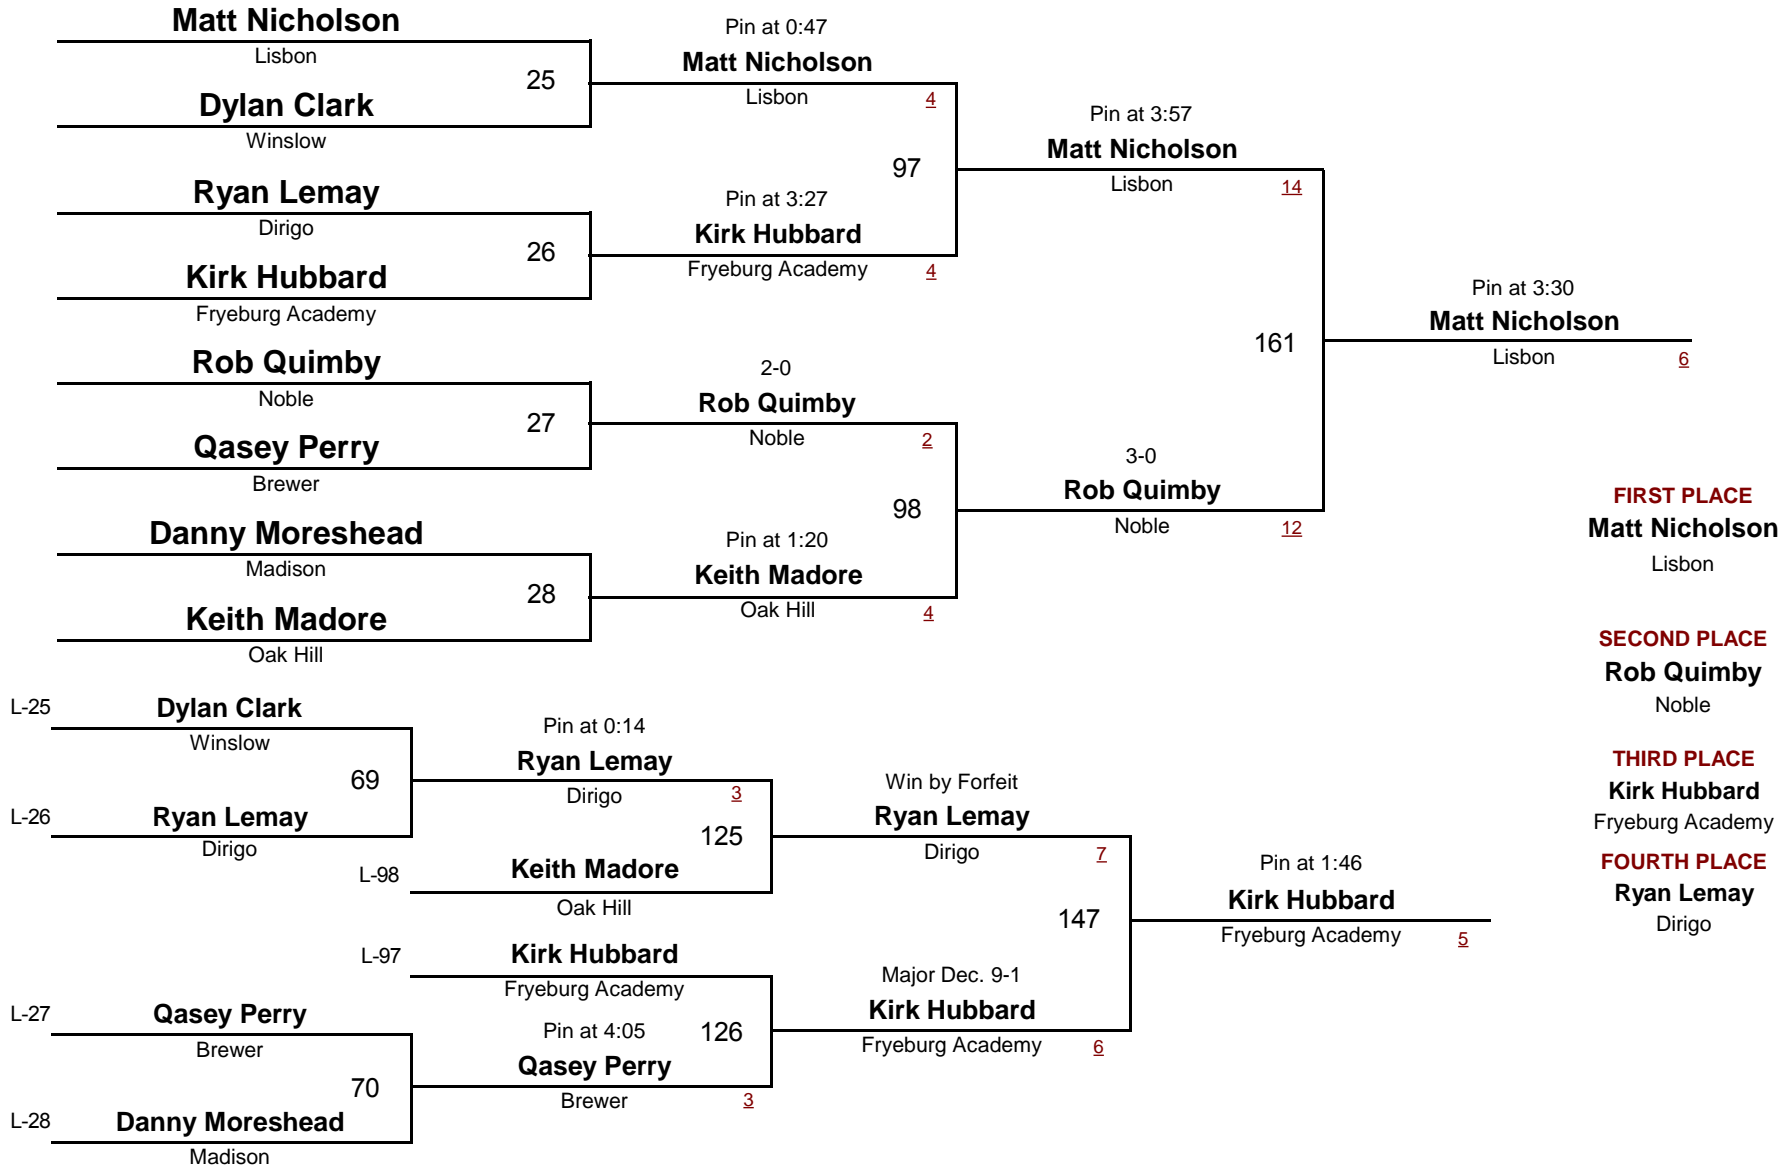 Matt Nicholson
Lisbon
25
Dylan Clark
Winslow
Ryan Lemay
Dirigo
26
Kirk Hubbard
Fryeburg Academy
Rob Quimby
Noble
27
Qasey Perry
Brewer
Danny Moreshead
Madison
28
Keith Madore
Oak Hill
Pin at 0:47
Matt Nicholson
Lisbon
4
97
Pin at 3:27
Kirk Hubbard
Fryeburg Academy
4
2-0
Rob Quimby
Noble
2
98
Pin at 1:20
Keith Madore
Oak Hill
4
Pin at 3:57
Matt Nicholson
Lisbon
14
161
3-0
Rob Quimby
Noble
12
Pin at 3:30
Matt Nicholson
Lisbon
6
L-25
Dylan Clark
Winslow
69
L-26
Ryan Lemay
Dirigo
L-27
Qasey Perry
Brewer
70
L-28
Danny Moreshead
Madison
Pin at 0:14
Ryan Lemay
Dirigo
3
125
L-98
Keith Madore
Oak Hill
L-97
Kirk Hubbard
Fryeburg Academy
126
Pin at 4:05
Qasey Perry
Brewer
3
Win by Forfeit
Ryan Lemay
Dirigo
7
147
Major Dec. 9-1
Kirk Hubbard
Fryeburg Academy
6
Pin at 1:46
Kirk Hubbard
Fryeburg Academy
5
FIRST PLACE
Matt Nicholson
Lisbon
SECOND PLACE
Rob Quimby
Noble
THIRD PLACE
Kirk Hubbard
Fryeburg Academy
FOURTH PLACE
Ryan Lemay
Dirigo